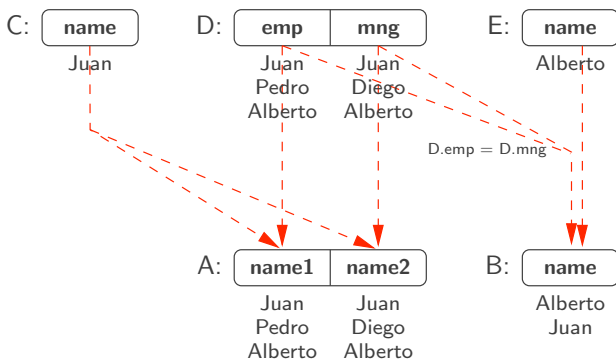 C: name D: emp mng E: name
Juan Juan Juan Alberto
Pedro Diego
Alberto Alberto
D.emp = D.mng
A: name1 name2 B: name
Juan Juan Alberto
Pedro Diego Juan
Alberto Alberto